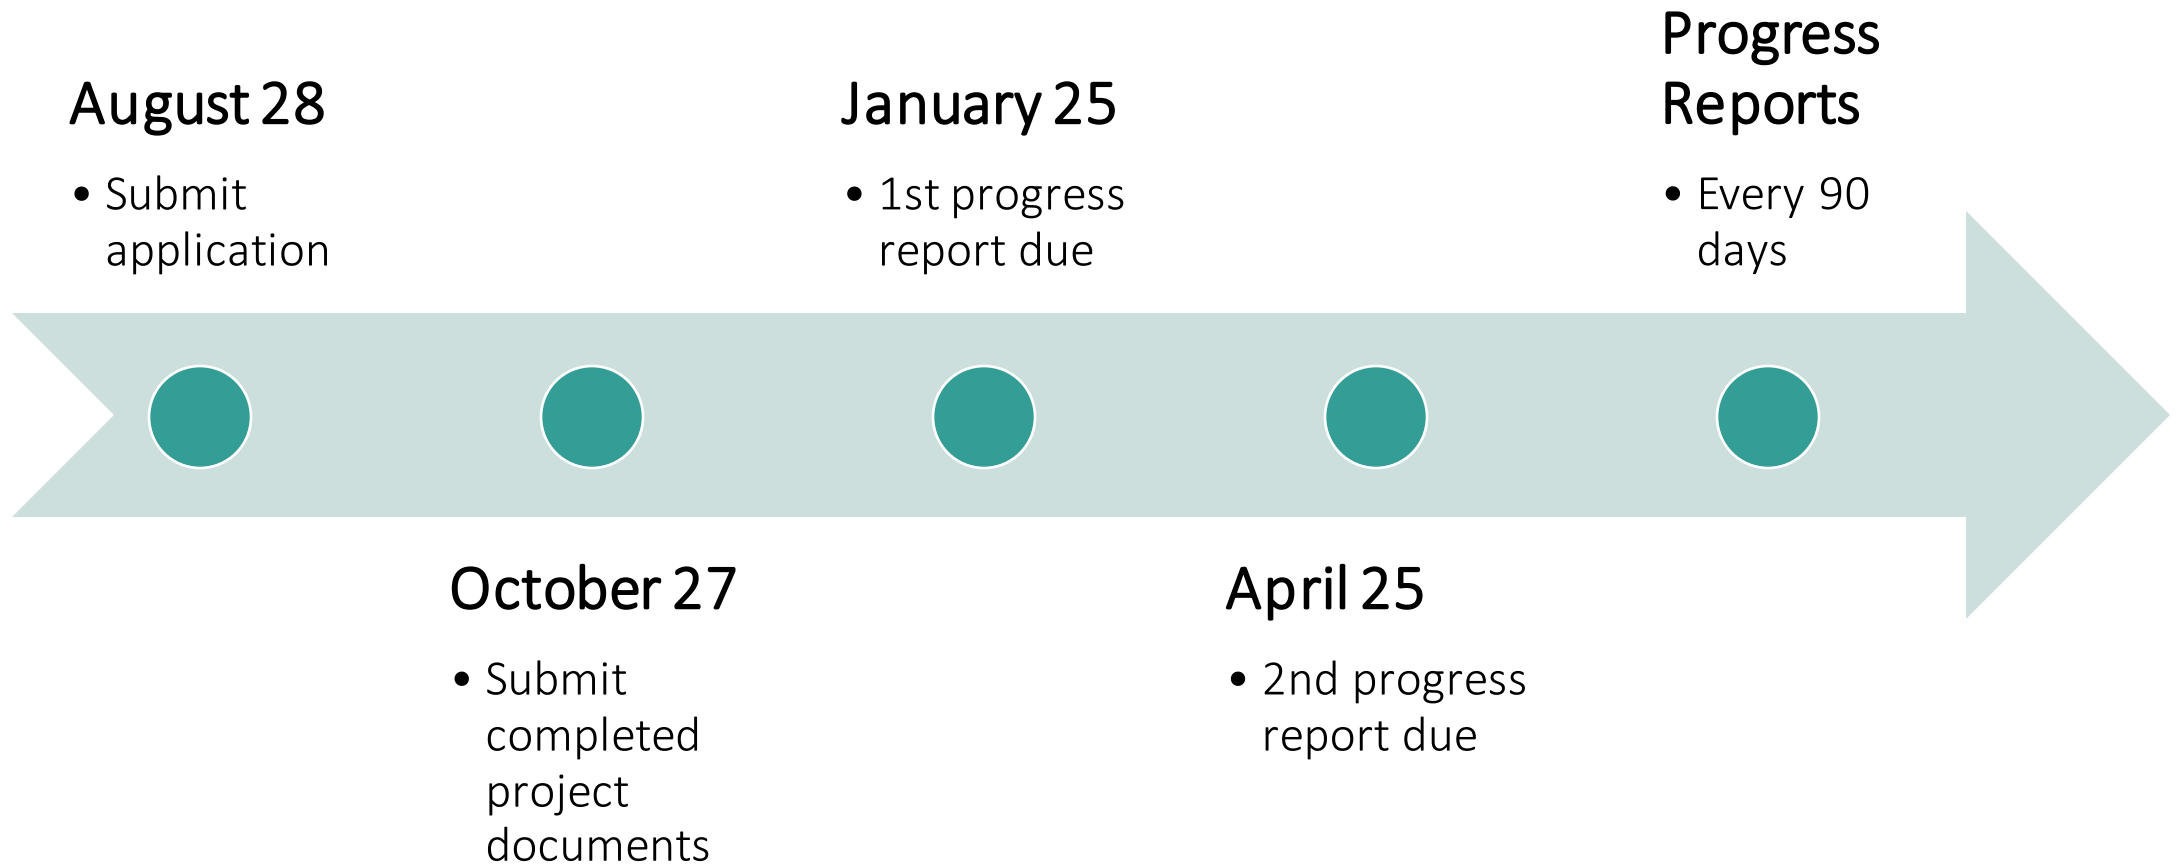 August 28
• Submit
application
October 27
• Submit
completed
project
documents
January 25
• 1st progress
report due
April 25
• 2nd progress
report due
Progress
Reports
• Every 90
days